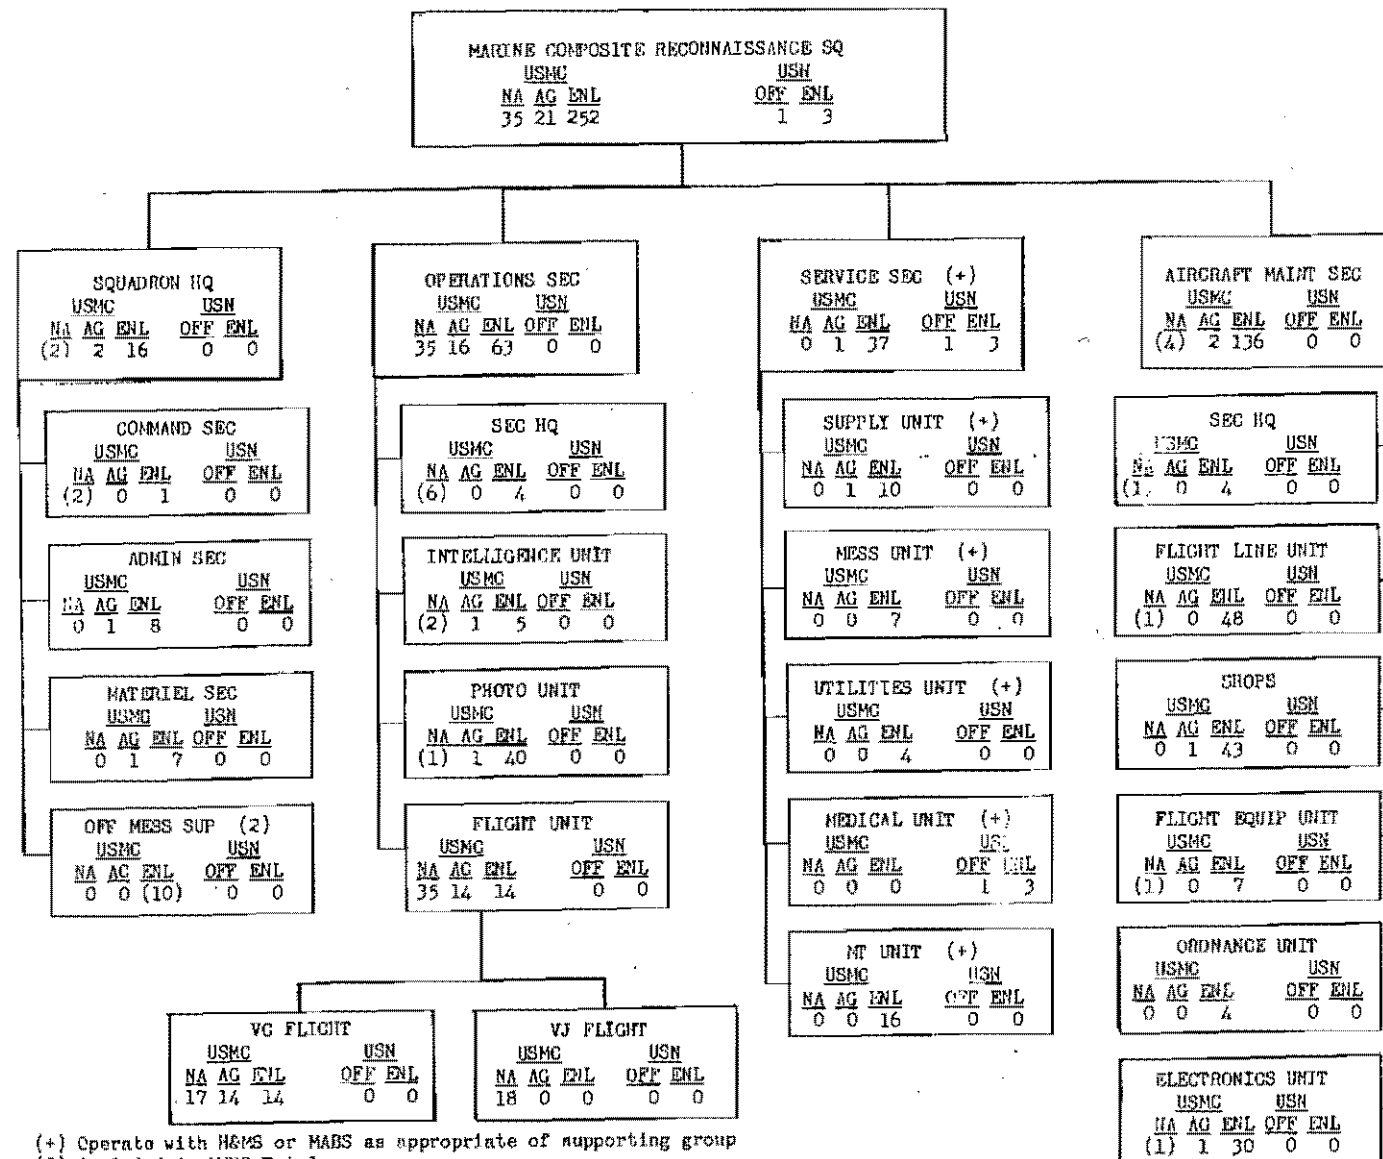 MARINE COMPOSITE RECONNAISSANCE SQ
USMC USN
NA AG ENL OFF ENL
35 21 252 1 3
SQUADRON HQ
USMC USN
NA AG ENL OFF ENL
(2) 2 16 0 0
COMMAND SEC
USMC USN
NA AG ENL OFF ENL
(2) 0 1 0 0
ADMIN SEC
USMC USN
NA AG ENL OFF ENL
0 1 8 0 0
MATERIEL SEC
USMC USN
NA AG ENL OFF ENL
0 1 7 0 0
OFF MESS SUP (2)
USMC USN
NA AG ENL OFF ENL
0 0 (10) 0 0
OPERATIONS SEC
USMC USN
NA AG ENL OFF ENL
35 16 63 0 0
SEC HQ
USMC USN
NA AG ENL OFF ENL
(6) 0 4 0 0
INTELLIGENCE UNIT
USMC USN
NA AG ENL OFF ENL
(2) 1 5 0 0
PHOTO UNIT
USMC USN
NA AG ENL OFF ENL
(1) 1 40 0 0
FLIGHT UNIT
USMC USN
NA AG ENL OFF ENL
35 14 14 0 0
VC FLIGHT
USMC USN
NA AG ENL OFF ENL
17 14 14 0 0
VJ FLIGHT
USMC USN
NA AG ENL OFF ENL
18 0 0 0 0
SERVICE SEC (+)
USMC USN
NA AG ENL OFF ENL
0 1 37 1 3
SUPPLY UNIT (+)
USMC USN
NA AG ENL OFF ENL
0 1 10 0 0
MESS UNIT (+)
USMC USN
NA AG ENL OFF ENL
0 0 7 0 0
UTILITIES UNIT (+)
USMC USN
NA AG ENL OFF ENL
0 0 4 0 0
MEDICAL UNIT (+)
USMC USN
NA AG ENL OFF ENL
0 0 0 1 3
MT UNIT (+)
USMC USN
NA AG ENL OFF ENL
0 0 16 0 0
AIRCRAFT MAINT SEC
USMC USN
NA AG ENL OFF ENL
(4) 2 136 0 0
SEC HQ
USMC USN
NA AG ENL OFF ENL
(1) 0 4 0 0
FLIGHT LINE UNIT
USMC USN
NA AG ENL OFF ENL
(1) 0 48 0 0
SHOPS
USMC USN
NA AG ENL OFF ENL
0 1 43 0 0
FLIGHT EQUIP UNIT
USMC USN
NA AG ENL OFF ENL
(1) 0 7 0 0
ORDNANCE UNIT
USMC USN
NA AG ENL OFF ENL
0 0 4 0 0
ELECTRONICS UNIT
USMC USN
NA AG ENL OFF ENL
(1) 1 30 0 0
(+) Operate with H&MS or MABS as appropriate of supporting group